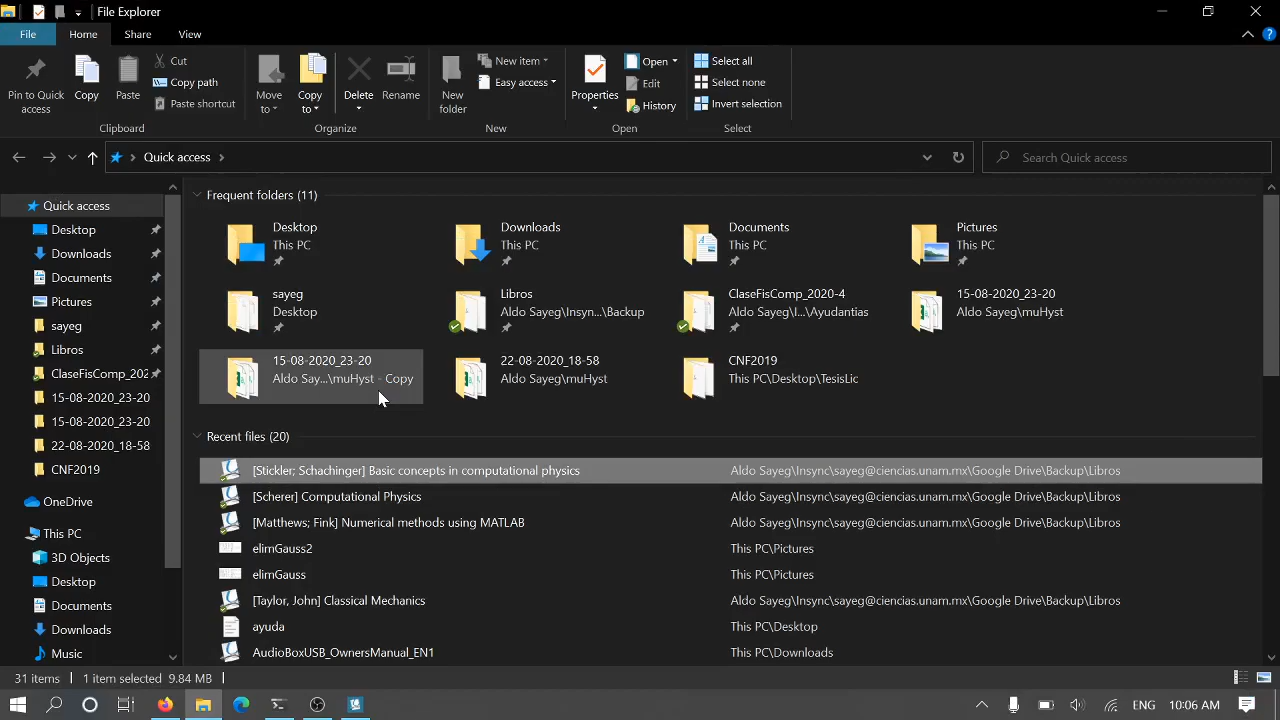 File Explorer
File Home Share View
Pin to Quick access
Copy
Paste
Cut
Copy path
Paste shortcut
Clipboard
Move to
Copy to
Delete
Rename
Organize
New folder
New item
Easy access
New
Properties
Open
Edit
History
Open
Select all
Select none
Invert selection
Select
Quick access
Search Quick access
Quick access
Desktop
Downloads
Documents
Pictures
sayeg
Libros
ClaseFisComp_202
15-08-2020_23-20
15-08-2020_23-20
22-08-2020_18-58
CNF2019
OneDrive
This PC
3D Objects
Desktop
Documents
Downloads
Music
Frequent folders (11)
Desktop
This PC
Downloads
This PC
Documents
This PC
Pictures
This PC
sayeg
Desktop
Libros
Aldo Sayeg\Insyn...\Backup
ClaseFisComp_2020-4
Aldo Sayeg\I...\Ayudantias
15-08-2020_23-20
Aldo Sayeg\muHyst
15-08-2020_23-20
Aldo Say...\muHyst - Copy
22-08-2020_18-58
Aldo Sayeg\muHyst
CNF2019
This PC\Desktop\TesisLic
Recent files (20)
[Stickler; Schachinger] Basic concepts in computational physics Aldo Sayeg\Insync\sayeg@ciencias.unam.mx\Google Drive\Backup\Libros
[Scherer] Computational Physics Aldo Sayeg\Insync\sayeg@ciencias.unam.mx\Google Drive\Backup\Libros
[Matthews; Fink] Numerical methods using MATLAB Aldo Sayeg\Insync\sayeg@ciencias.unam.mx\Google Drive\Backup\Libros
elimGauss2 This PC\Pictures
elimGauss This PC\Pictures
[Taylor, John] Classical Mechanics Aldo Sayeg\Insync\sayeg@ciencias.unam.mx\Google Drive\Backup\Libros
ayuda This PC\Desktop
AudioBoxUSB_OwnersManual_EN1 This PC\Downloads
31 items 1 item selected 9.84 MB
ENG 10:06 AM